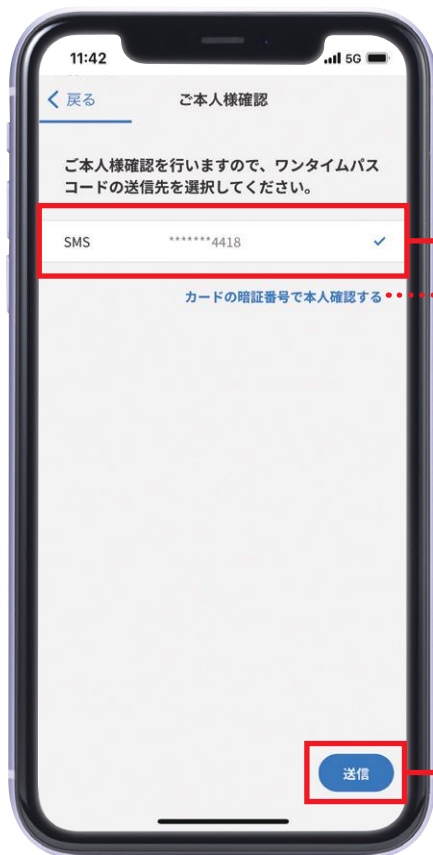 11:42
5G
戻る
ご本人様確認
ご本人様確認を行いますので、ワンタイムパス
コードの送信先を選択してください。
SMS *******4418
カードの暗証番号で本人確認する
送信